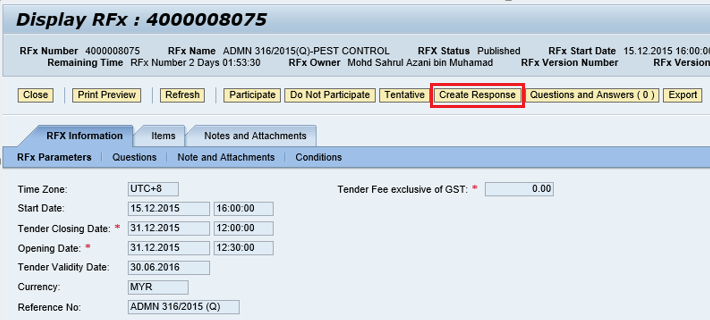 Display RFx : 4000008075
RFx Number 4000008075 RFx Name ADMN 316/2015(Q)-PEST CONTROL RFX Status Published RFx Start Date 15.12.2015 16:00:00
Remaining Time RFx Number 2 Days 01:53:30 RFx Owner Mohd Sahrul Azani bin Muhamad RFx Version Number RFx Version
Close Print Preview Refresh Participate Do Not Participate Tentative Create Response Questions and Answers ( 0 ) Export
RFX Information Items Notes and Attachments
RFx Parameters Questions Note and Attachments Conditions
Time Zone: UTC+8 Tender Fee exclusive of GST: * 0.00
Start Date: 15.12.2015 16:00:00
Tender Closing Date: * 31.12.2015 12:00:00
Opening Date: * 31.12.2015 12:30:00
Tender Validity Date: 30.06.2016
Currency: MYR
Reference No: ADMN 316/2015 (Q)